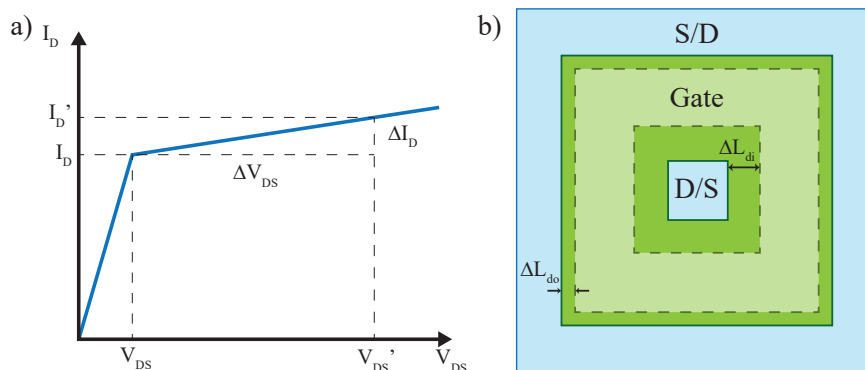 a)
I_D
I_D'
I_D
ΔI_D
ΔV_DS
V_DS
V_DS'
V_DS
b)
S/D
Gate
ΔL_di
D/S
ΔL_do